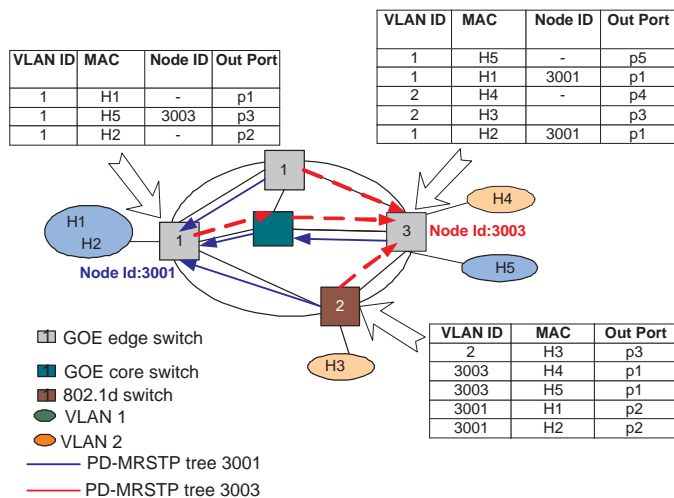 VLAN ID MAC Node ID Out Port
1 H5 - p5
1 H1 3001 p1
2 H4 - p4
2 H3 p3
1 H2 3001 p1
VLAN ID MAC Node ID Out Port
1 H1 - p1
1 H5 3003 p3
1 H2 - p2
1
H4
H1
H2
1
3
Node Id:3003
Node Id:3001
H5
2
H3
1 GOE edge switch
1 GOE core switch
1 802.1d switch
VLAN 1
VLAN 2
PD-MRSTP tree 3001
PD-MRSTP tree 3003
VLAN ID MAC Out Port
2 H3 p3
3003 H4 p1
3003 H5 p1
3001 H1 p2
3001 H2 p2